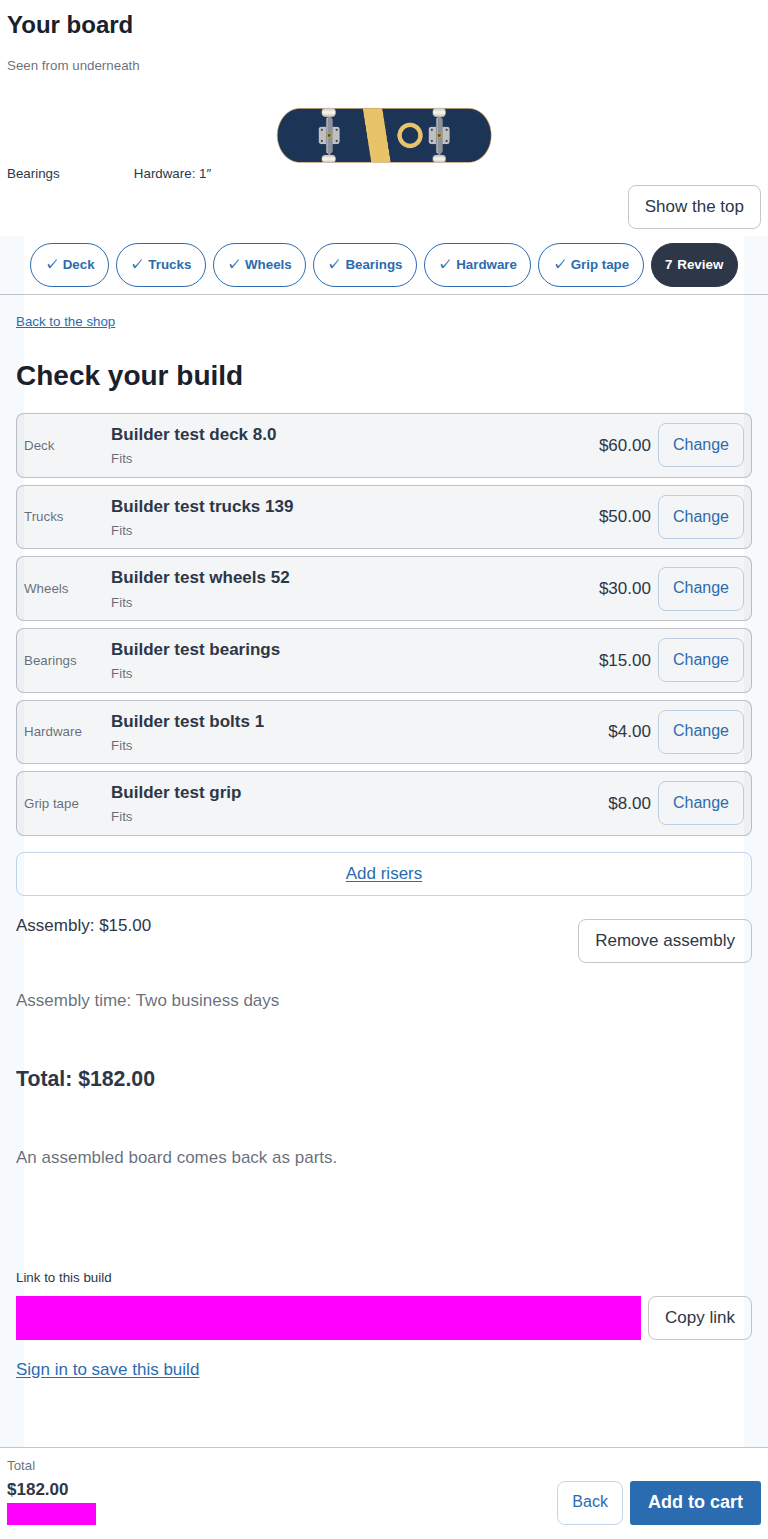 Your board
Seen from underneath
Bearings
Hardware: 1″
Show the top
✓ Deck
✓ Trucks
✓ Wheels
✓ Bearings
✓ Hardware
✓ Grip tape
7 Review
Back to the shop
Check your build
Deck
Builder test deck 8.0
Fits
$60.00
Change
Trucks
Builder test trucks 139
Fits
$50.00
Change
Wheels
Builder test wheels 52
Fits
$30.00
Change
Bearings
Builder test bearings
Fits
$15.00
Change
Hardware
Builder test bolts 1
Fits
$4.00
Change
Grip tape
Builder test grip
Fits
$8.00
Change
Add risers
Assembly: $15.00
Remove assembly
Assembly time: Two business days
Total: $182.00
An assembled board comes back as parts.
Link to this build
Copy link
Sign in to save this build
Total
$182.00
Back
Add to cart